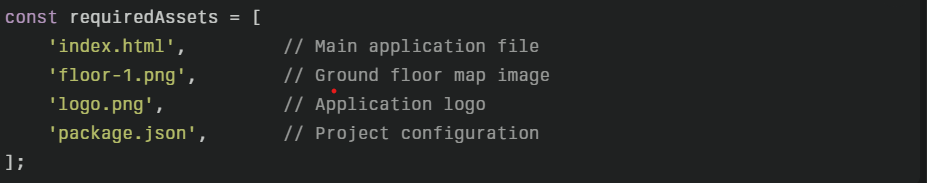 const requiredAssets = [
    'index.html',         // Main application file
    'floor-1.png',        // Ground floor map image
    'logo.png',           // Application logo
    'package.json',       // Project configuration
];